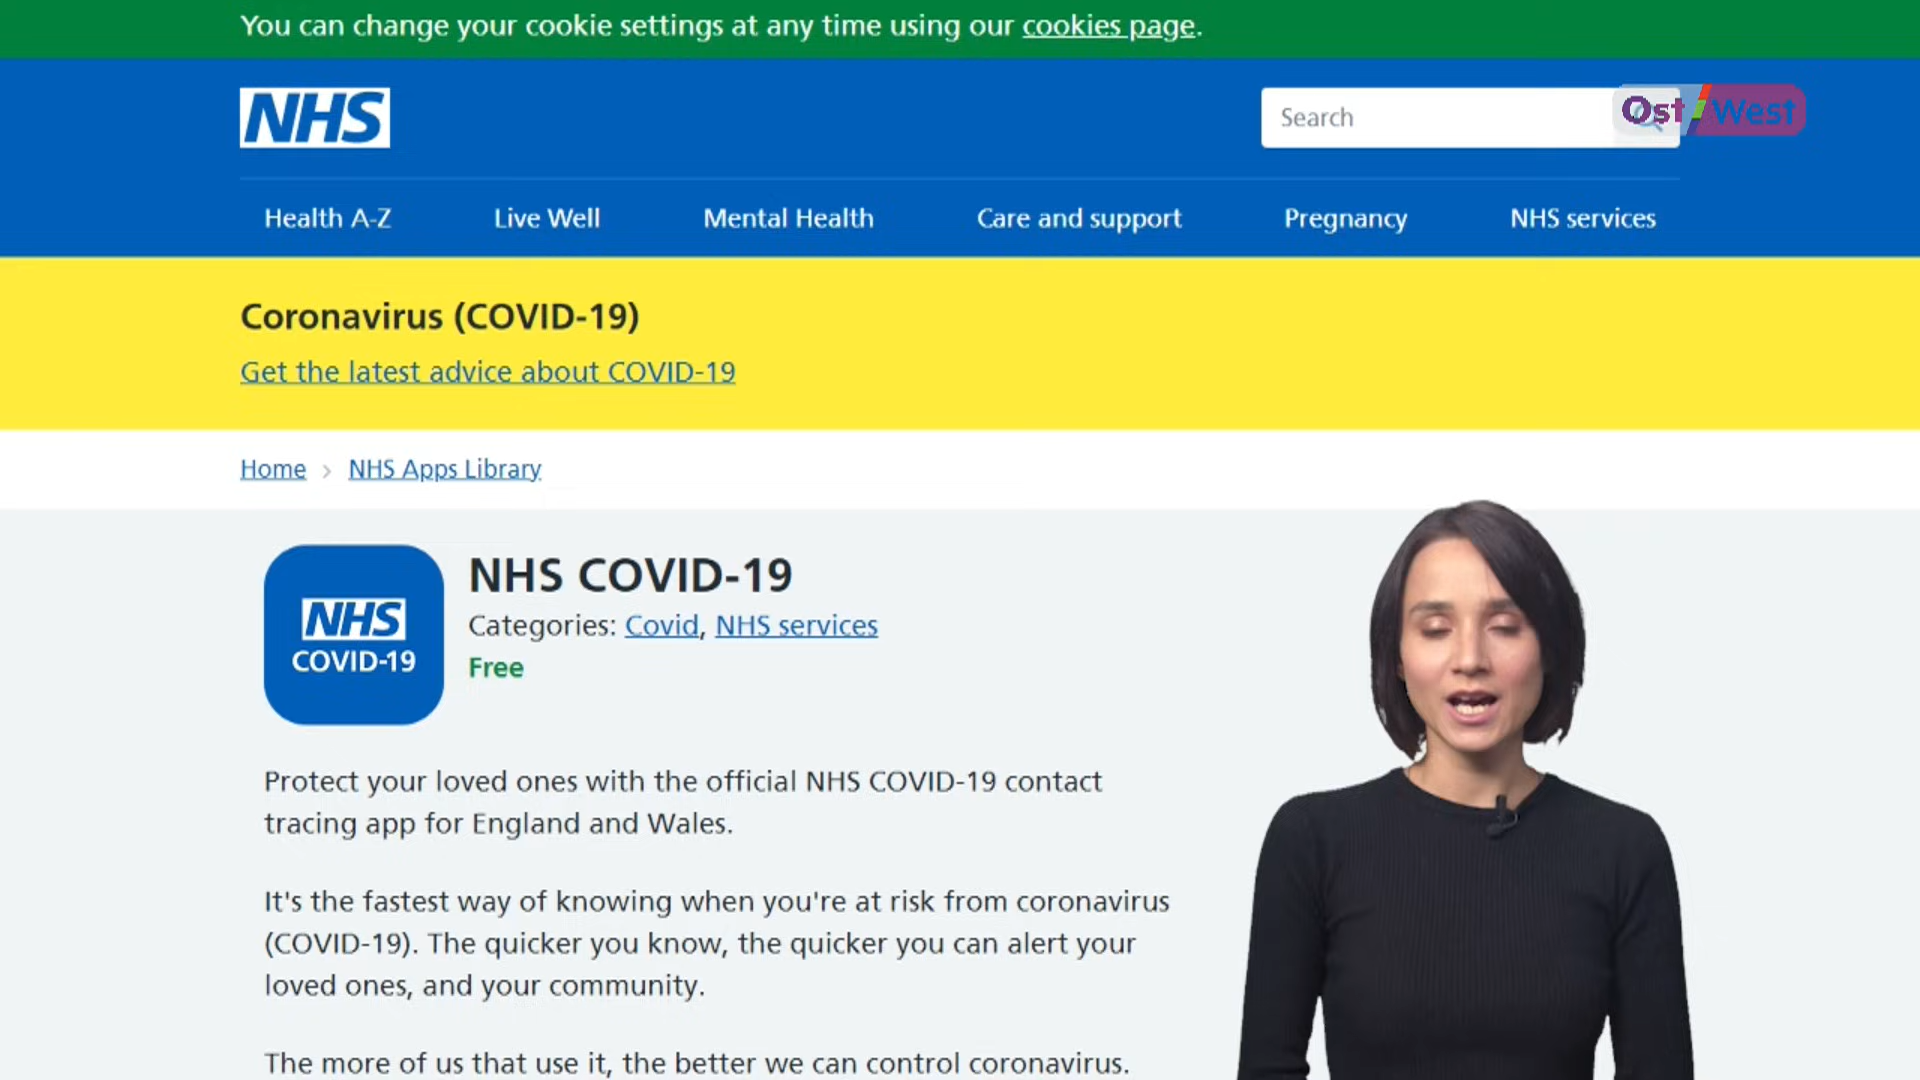 You can change your cookie settings at any time using our cookies page.
NHS
Search
Ost West
Health A-Z Live Well Mental Health Care and support Pregnancy NHS services
Coronavirus (COVID-19)
Get the latest advice about COVID-19
Home > NHS Apps Library
NHS
COVID-19
NHS COVID-19
Categories: Covid, NHS services
Free
Protect your loved ones with the official NHS COVID-19 contact
tracing app for England and Wales.
It's the fastest way of knowing when you're at risk from coronavirus
(COVID-19). The quicker you know, the quicker you can alert your
loved ones, and your community.
The more of us that use it, the better we can control coronavirus.